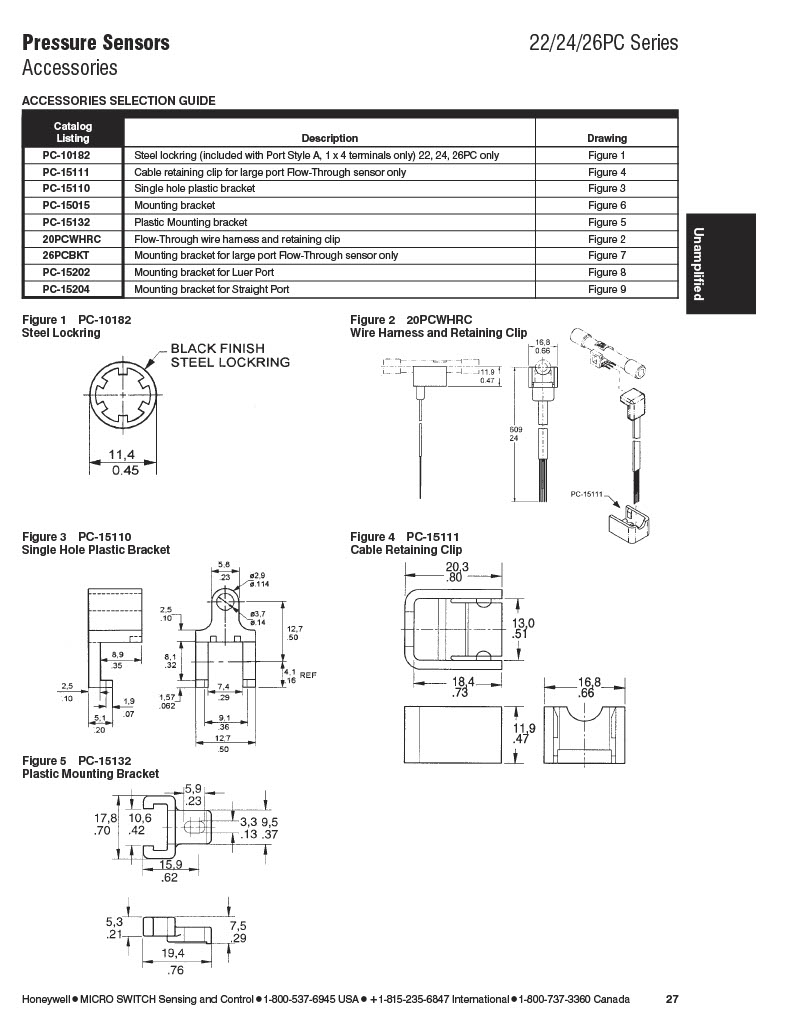 Pressure Sensors
22/24/26PC Series
Accessories
ACCESSORIES SELECTION GUIDE
Catalog
Listing
Description
Drawing
PC-10182 Steel lockring (included with Port Style A, 1 x 4 terminals only) 22, 24, 26PC only Figure 1
PC-15111 Cable retaining clip for large port Flow-Through sensor only Figure 4
PC-15110 Single hole plastic bracket Figure 3
PC-15015 Mounting bracket Figure 6
PC-15132 Plastic Mounting bracket Figure 5
20PCWHRC Flow-Through wire harness and retaining clip Figure 2
26PCBKT Mounting bracket for large port Flow-Through sensor only Figure 7
PC-15202 Mounting bracket for Luer Port Figure 8
PC-15204 Mounting bracket for Straight Port Figure 9
Unamplified
Figure 1 PC-10182
Steel Lockring
BLACK FINISH
STEEL LOCKRING
11,4
0.45
Figure 2 20PCWHRC
Wire Harness and Retaining Clip
16,8
0.66
11.9
0.47
609
24
PC-15111
Figure 3 PC-15110
Single Hole Plastic Bracket
5,8
.23
ø2,9
ø.114
2,5
.10
ø3,7
ø.14
12,7
.50
8,9
.35
8,1
.32
4,1
.16 REF
2,5
.10
1,9
.07
5,1
.20
1,57
.062
7,4
.29
9,1
.36
12,7
.50
Figure 4 PC-15111
Cable Retaining Clip
20,3
.80
13,0
.51
18,4
.73
16,8
.66
11,9
.47
Figure 5 PC-15132
Plastic Mounting Bracket
5,9
.23
17,8
.70
10,6
.42
3,3
.13
9,5
.37
15,9
.62
5,3
.21
7,5
.29
19,4
.76
Honeywell ● MICRO SWITCH Sensing and Control ● 1-800-537-6945 USA ● +1-815-235-6847 International ● 1-800-737-3360 Canada
27